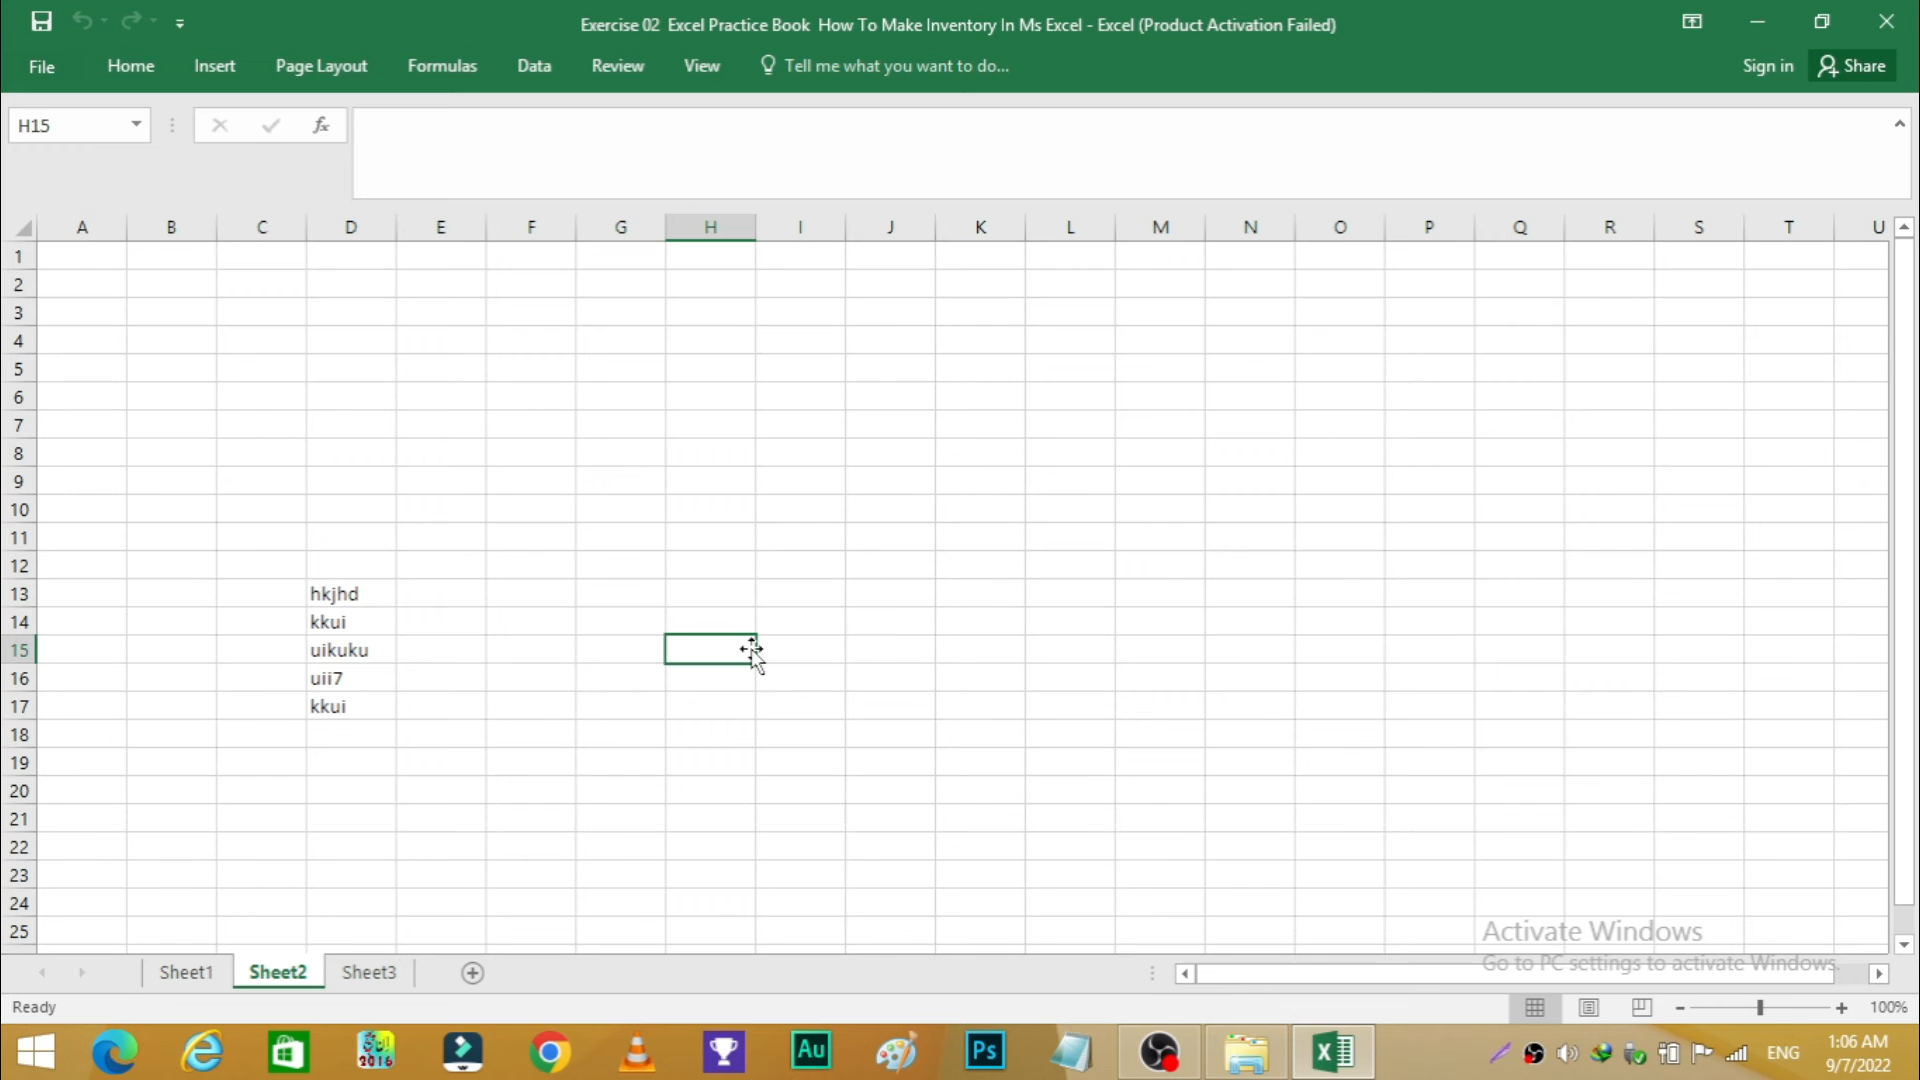 Exercise 02  Excel Practice Book  How To Make Inventory In Ms Excel - Excel (Product Activation Failed)
File Home Insert Page Layout Formulas Data Review View Tell me what you want to do... Sign in Share
H15 fx
A B C D E F G H I J K L M N O P Q R S T U
1
2
3
4
5
6
7
8
9
10
11
12
13 hkjhd
14 kkui
15 uikuku
16 uii7
17 kkui
18
19
20
21
22
23
24
25
Activate Windows
Go to PC settings to activate Windows.
Sheet1 Sheet2 Sheet3
Ready 100%
2016 Au Ps ENG 1:06 AM
9/7/2022